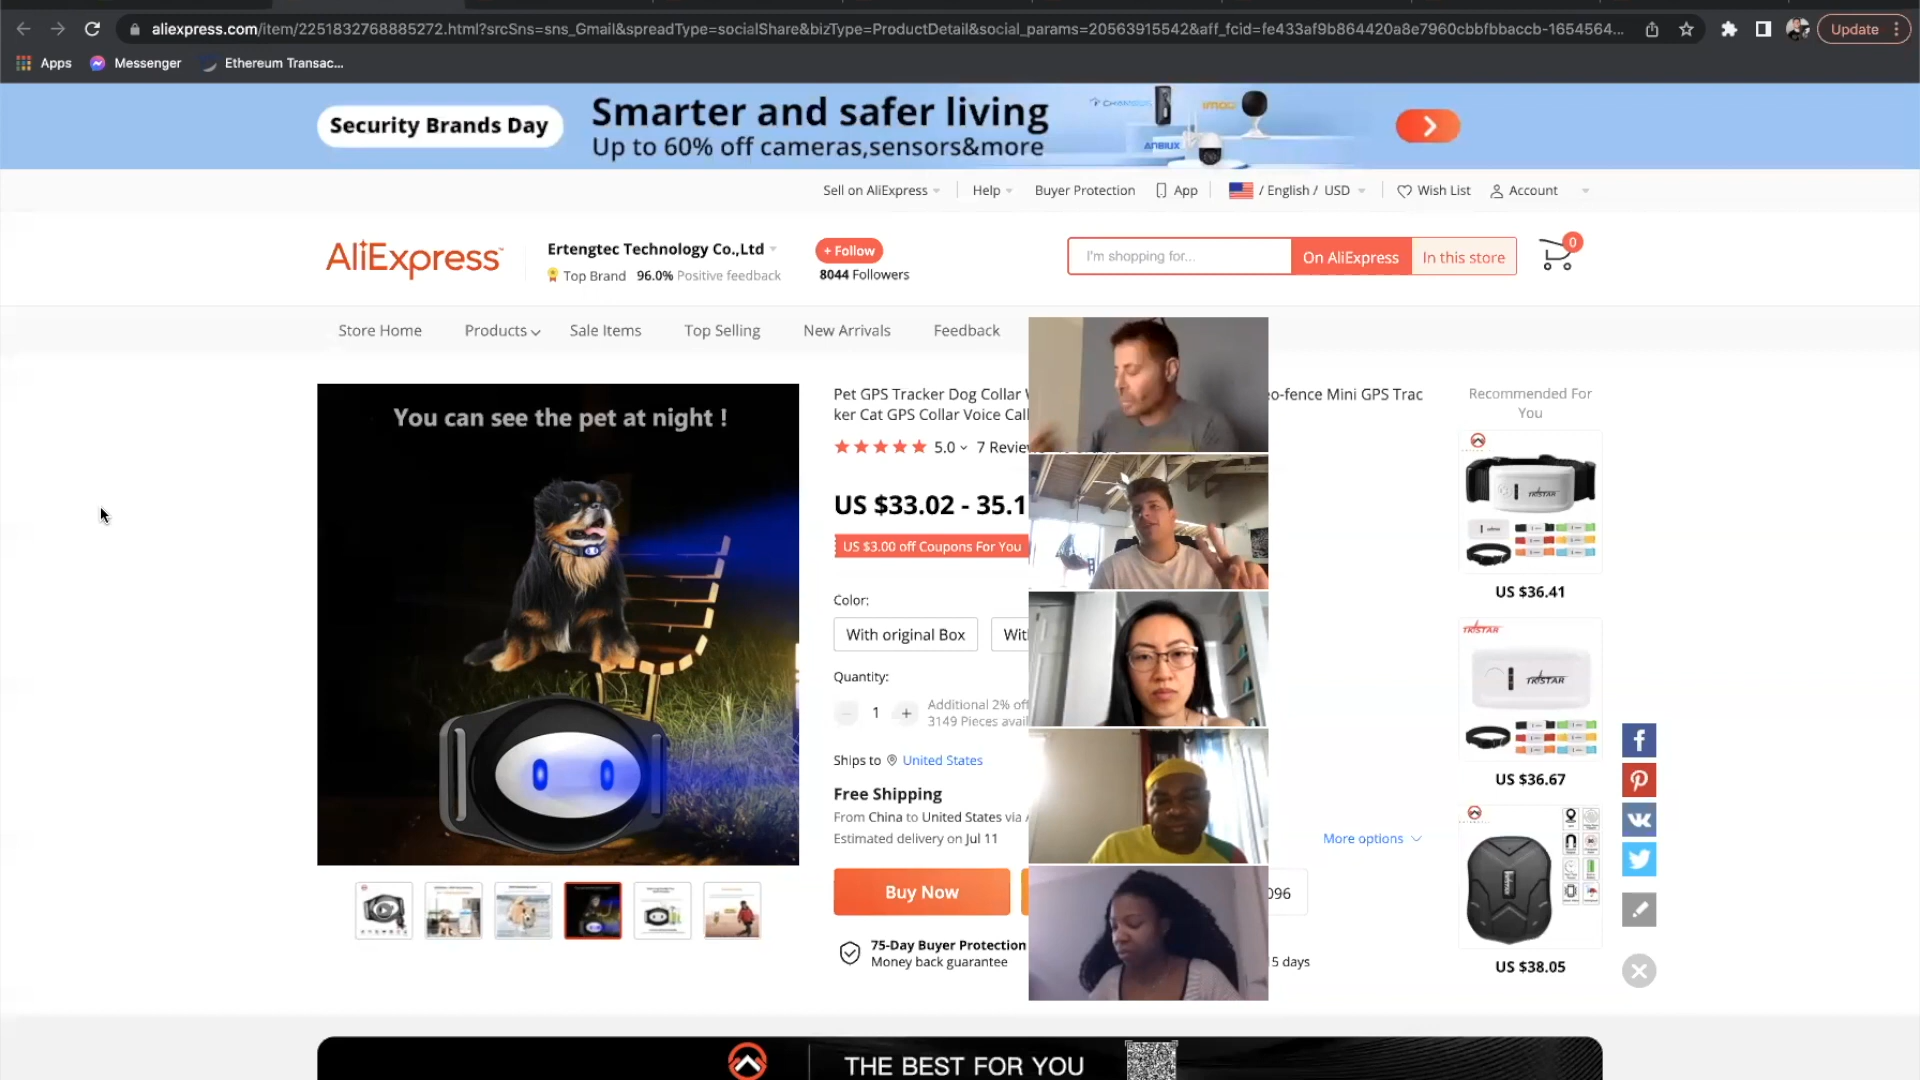 aliexpress.com/item/2251832768885272.html?srcSns=sns_Gmail&spreadType=socialShare&bizType=ProductDetail&social_params=20563915542&aff_fcid=fe433af9b864420a8e7960cbbfbbaccb-1654564...
Update
Apps
Messenger
Ethereum Transac...
Security Brands Day
Smarter and safer living
Up to 60% off cameras,sensors&more
ANBIUX
Sell on AliExpress
Help
Buyer Protection
App
/ English / USD
Wish List
Account
AliExpress
Ertengtec Technology Co.,Ltd
Top Brand 96.0% Positive feedback
+ Follow
8044 Followers
I'm shopping for...
On AliExpress
In this store
0
Store Home
Products
Sale Items
Top Selling
New Arrivals
Feedback
You can see the pet at night !
Pet GPS Tracker Dog Collar
eo-fence Mini GPS Trac
ker Cat GPS Collar Voice Call
5.0
7 Review
US $33.02 - 35.1
US $3.00 off Coupons For You
Color:
With original Box
Wit
Quantity:
1
Additional 2% off
3149 Pieces avail
Ships to
United States
Free Shipping
From China to United States via
Estimated delivery on Jul 11
More options
Buy Now
096
75-Day Buyer Protection
Money back guarantee
5 days
Recommended For
You
TKSTAR
US $36.41
TKSTAR
TKSTAR
US $36.67
US $38.05
THE BEST FOR YOU